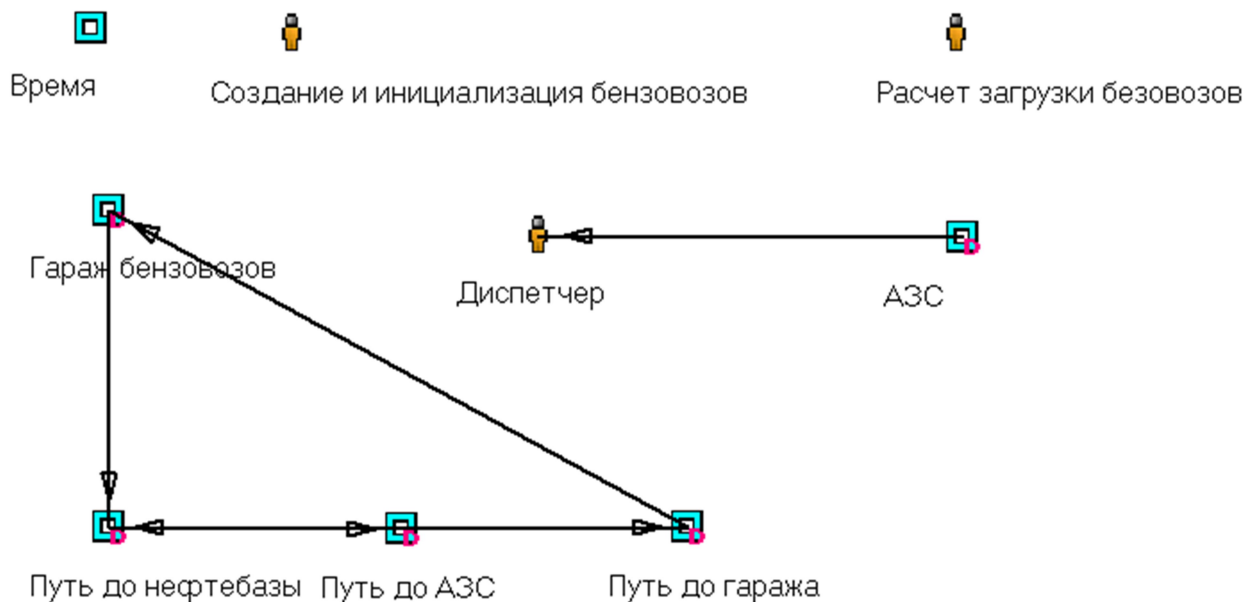 Время
Создание и инициализация бензовозов
Расчет загрузки безовозов
Гараж бензовозов
Диспетчер
АЗС
Путь до нефтебазы
Путь до АЗС
Путь до гаража